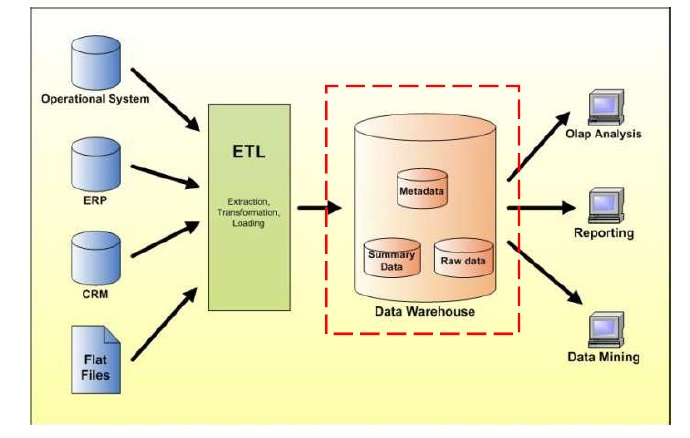 Operational System
ERP
CRM
Flat
Files
ETL
Extraction,
Transformation,
Loading
Metadata
Summary
Data
Raw data
Data Warehouse
Olap Analysis
Reporting
Data Mining